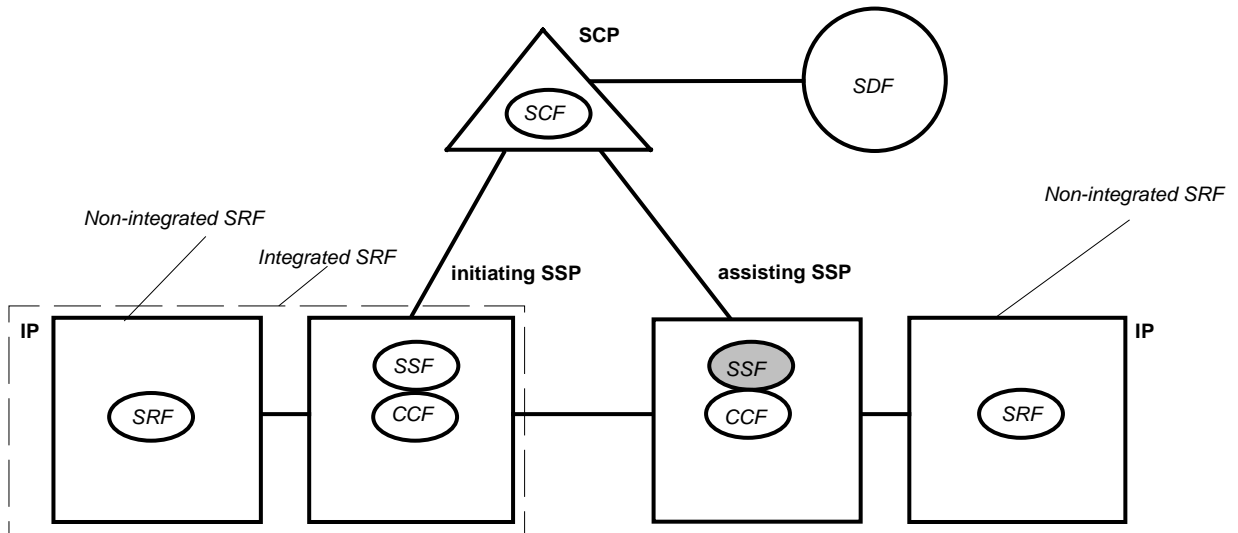 SCP
SDF
SCF
Non-integrated SRF
Non-integrated SRF
Integrated SRF
initiating SSP
assisting SSP
IP
IP
SSF
SSF
SRF
CCF
CCF
SRF